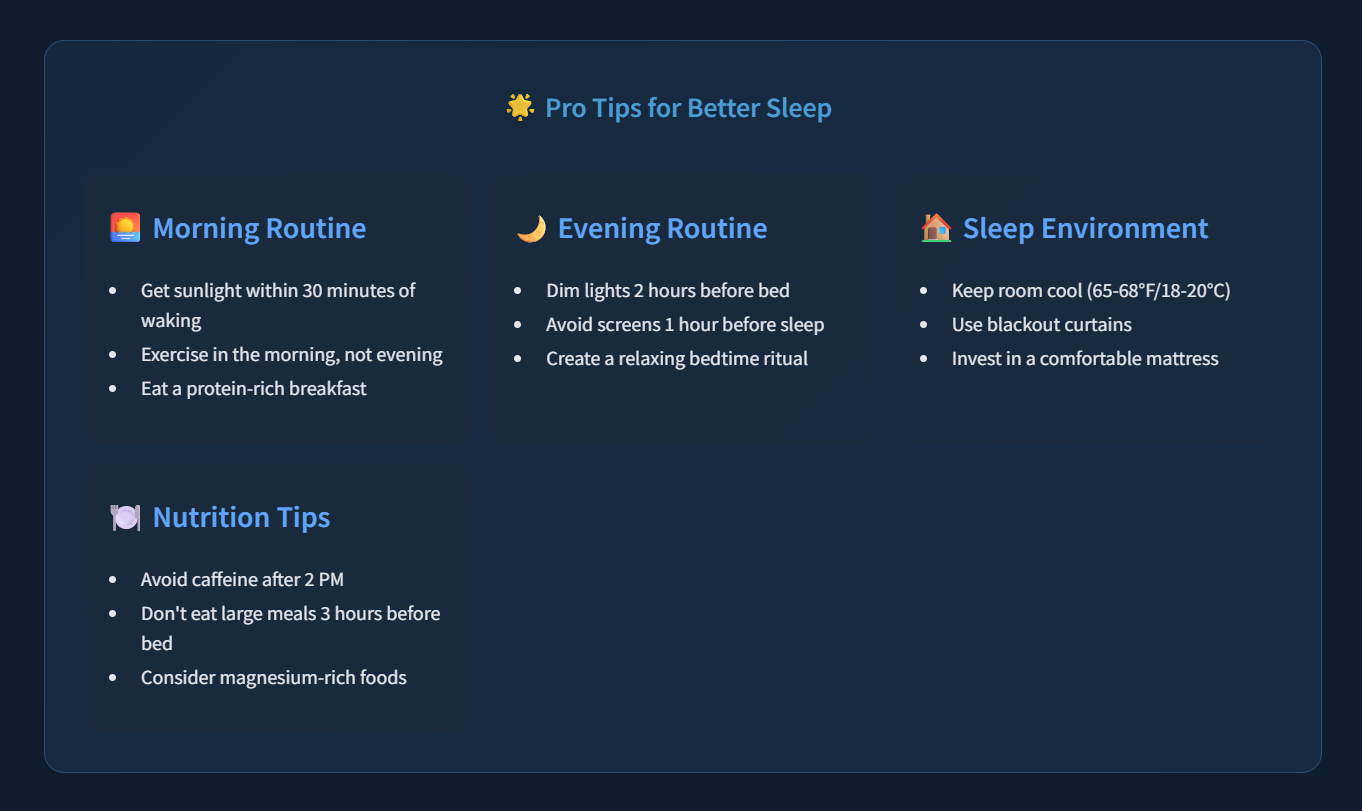 🌟 Pro Tips for Better Sleep
🌅 Morning Routine
• Get sunlight within 30 minutes of
waking
• Exercise in the morning, not evening
• Eat a protein-rich breakfast
🌙 Evening Routine
• Dim lights 2 hours before bed
• Avoid screens 1 hour before sleep
• Create a relaxing bedtime ritual
🏠 Sleep Environment
• Keep room cool (65-68°F/18-20°C)
• Use blackout curtains
• Invest in a comfortable mattress
🍽️ Nutrition Tips
• Avoid caffeine after 2 PM
• Don't eat large meals 3 hours before
bed
• Consider magnesium-rich foods